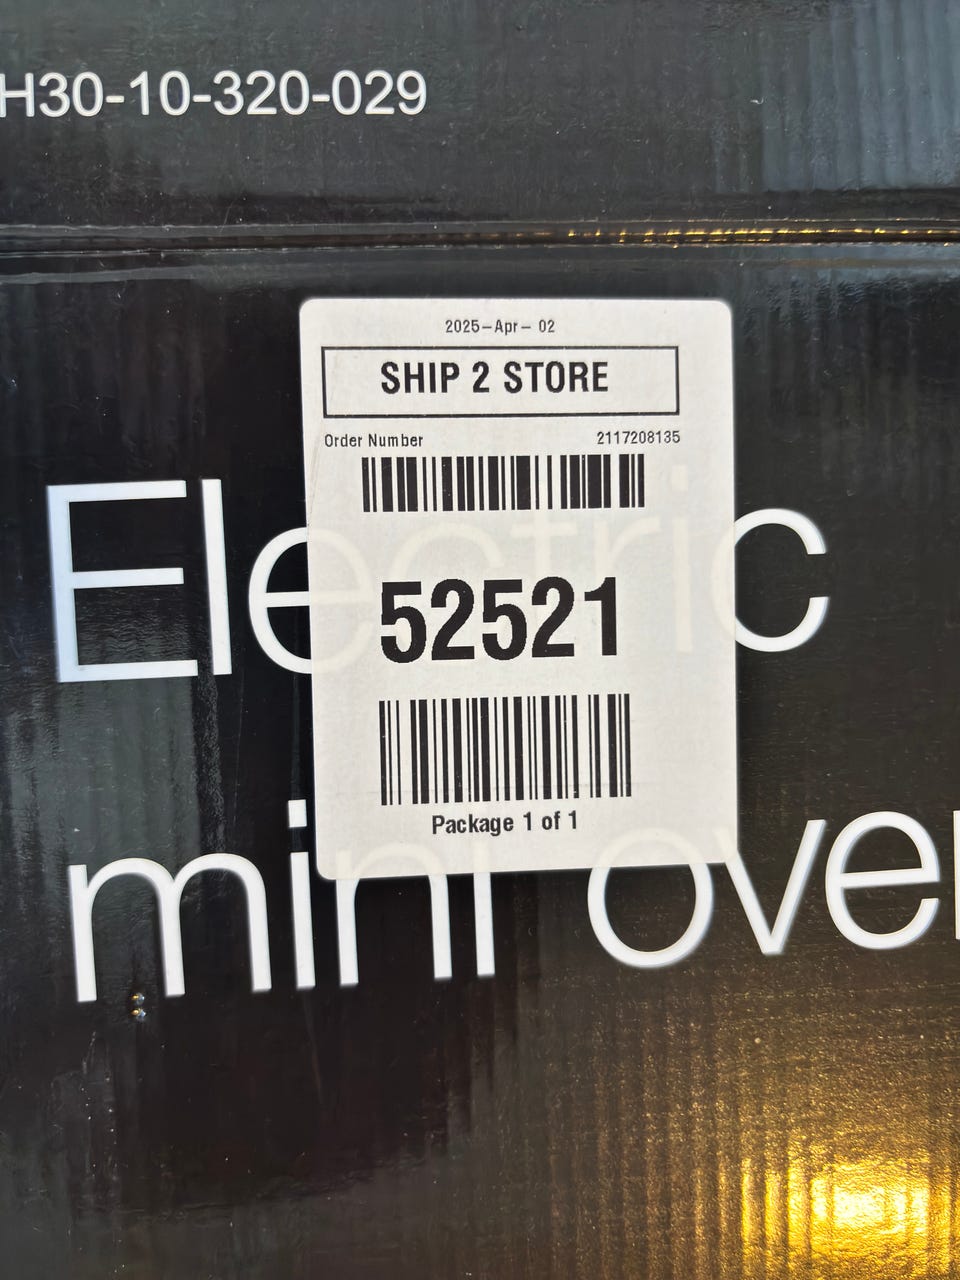 H30-10-320-029
2025-Apr- 02
SHIP 2 STORE
Order Number 2117208135
Electric
52521
Package 1 of 1
mini oven